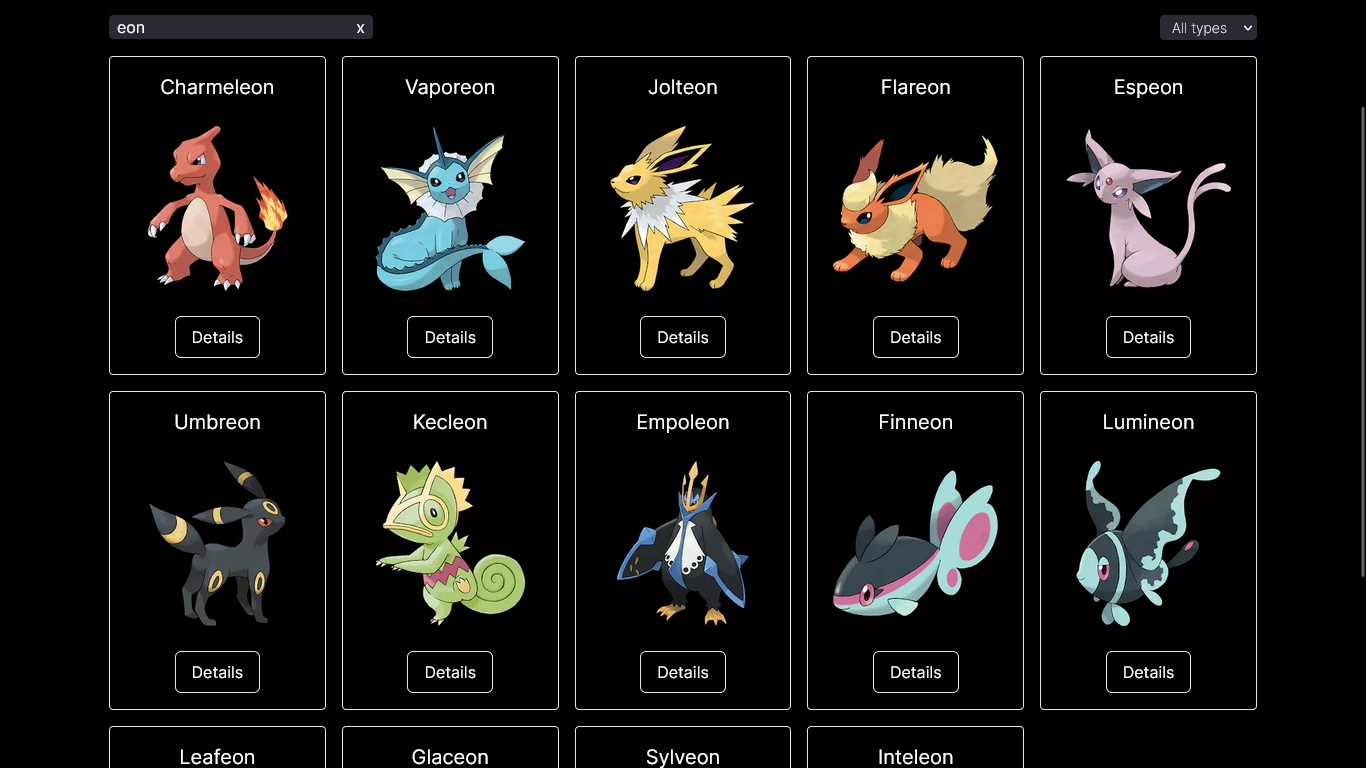 eon x All types
Charmeleon Vaporeon Jolteon Flareon Espeon
Details Details Details Details Details
Umbreon Kecleon Empoleon Finneon Lumineon
Details Details Details Details Details
Leafeon Glaceon Sylveon Inteleon